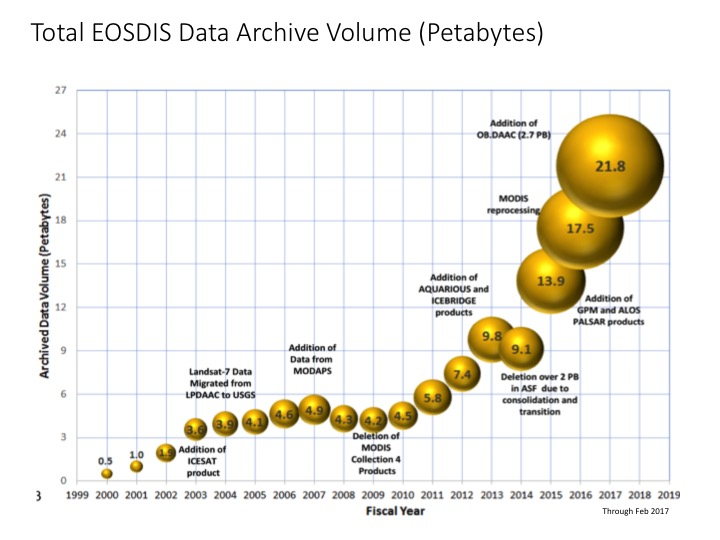 Total EOSDIS Data Archive Volume (Petabytes)
27
24
21
18
15
12
9
6
3
0
Archived Data Volume (Petabytes)
Addition of
OB.DAAC (2.7 PB)
21.8
MODIS
reprocessing
17.5
13.9
Addition of
GPM and ALOS
PALSAR products
Addition of
AQUARIOUS and
ICEBRIDGE
products
9.8
9.1
Deletion over 2 PB
in ASF due to
consolidation and
transition
7.4
5.8
Addition of
Data from
MODAPS
Landsat-7 Data
Migrated from
LPDAAC to USGS
0.5
1.0
1.9
3.6
3.9
4.1
4.6
4.9
4.3
4.2
4.5
Addition of
ICESAT
product
Deletion of
MODIS
Collection 4
Products
3
1999 2000 2001 2002 2003 2004 2005 2006 2007 2008 2009 2010 2011 2012 2013 2014 2015 2016 2017 2018 2019
Fiscal Year
Through Feb 2017